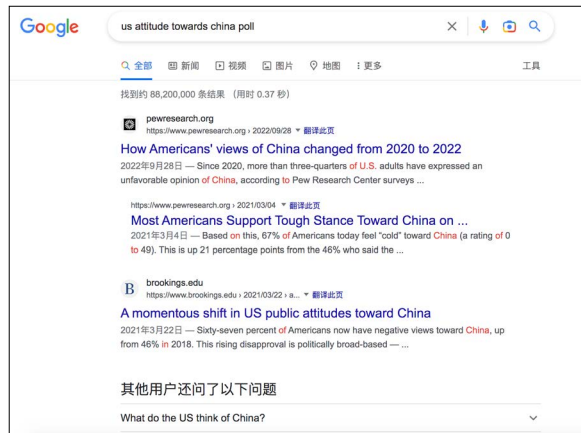 Google
us attitude towards china poll
全部 新闻 视频 图片 地图 更多 工具
找到约 88,200,000 条结果 （用时 0.37 秒）
pewresearch.org
https://www.pewresearch.org › 2022/09/28 翻译此页
How Americans' views of China changed from 2020 to 2022
2022年9月28日 — Since 2020, more than three-quarters of U.S. adults have expressed an
unfavorable opinion of China, according to Pew Research Center surveys ...
https://www.pewresearch.org › 2021/03/04 翻译此页
Most Americans Support Tough Stance Toward China on ...
2021年3月4日 — Based on this, 67% of Americans today feel “cold” toward China (a rating of 0
to 49). This is up 21 percentage points from the 46% who said the ...
B
brookings.edu
https://www.brookings.edu › 2021/03/22 › a... 翻译此页
A momentous shift in US public attitudes toward China
2021年3月22日 — Sixty-seven percent of Americans now have negative views toward China, up
from 46% in 2018. This rising disapproval is politically broad-based — ...
其他用户还问了以下问题
What do the US think of China?